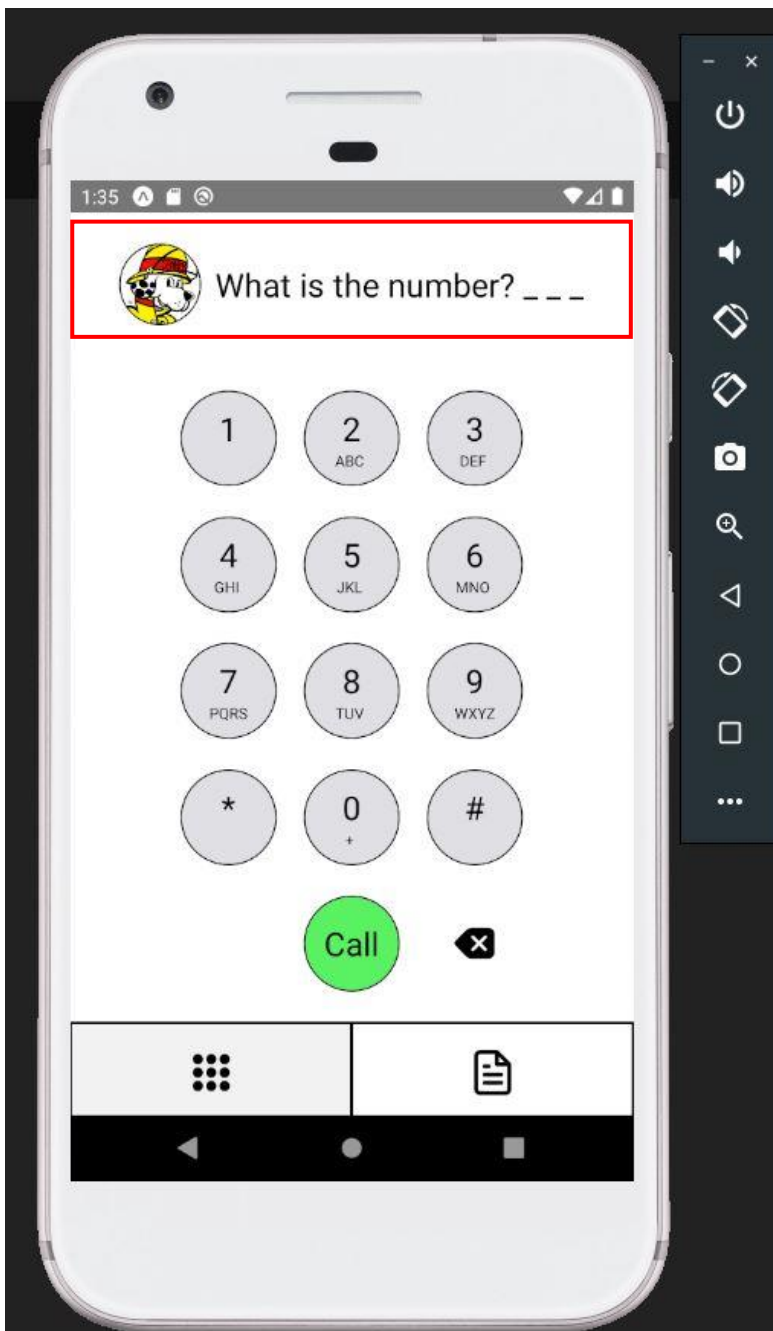 1:35
What is the number? _ _ _
1 2 3
ABC DEF
4 5 6
GHI JKL MNO
7 8 9
PQRS TUV WXYZ
* 0 #
+
Call